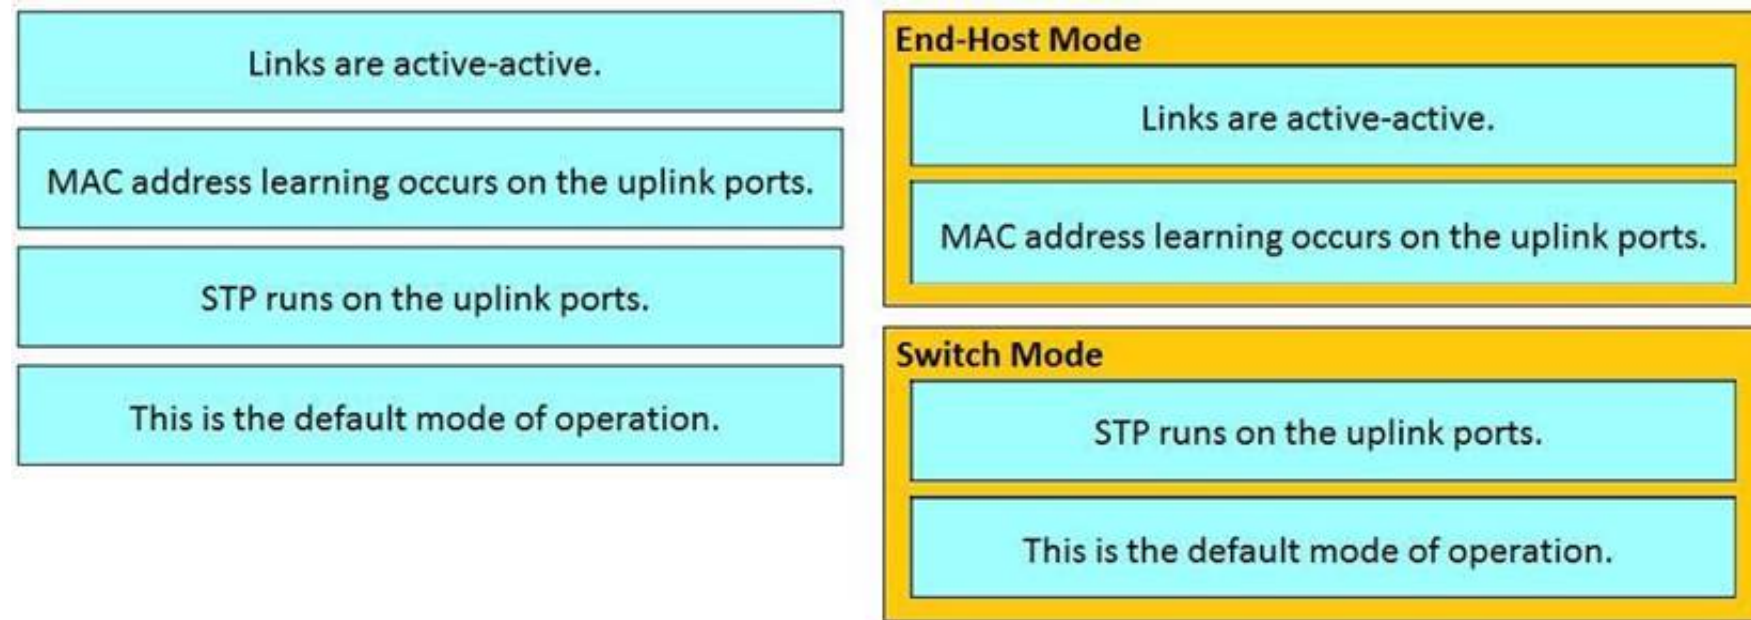 Links are active-active.
MAC address learning occurs on the uplink ports.
STP runs on the uplink ports.
This is the default mode of operation.
End-Host Mode
Links are active-active.
MAC address learning occurs on the uplink ports.
Switch Mode
STP runs on the uplink ports.
This is the default mode of operation.